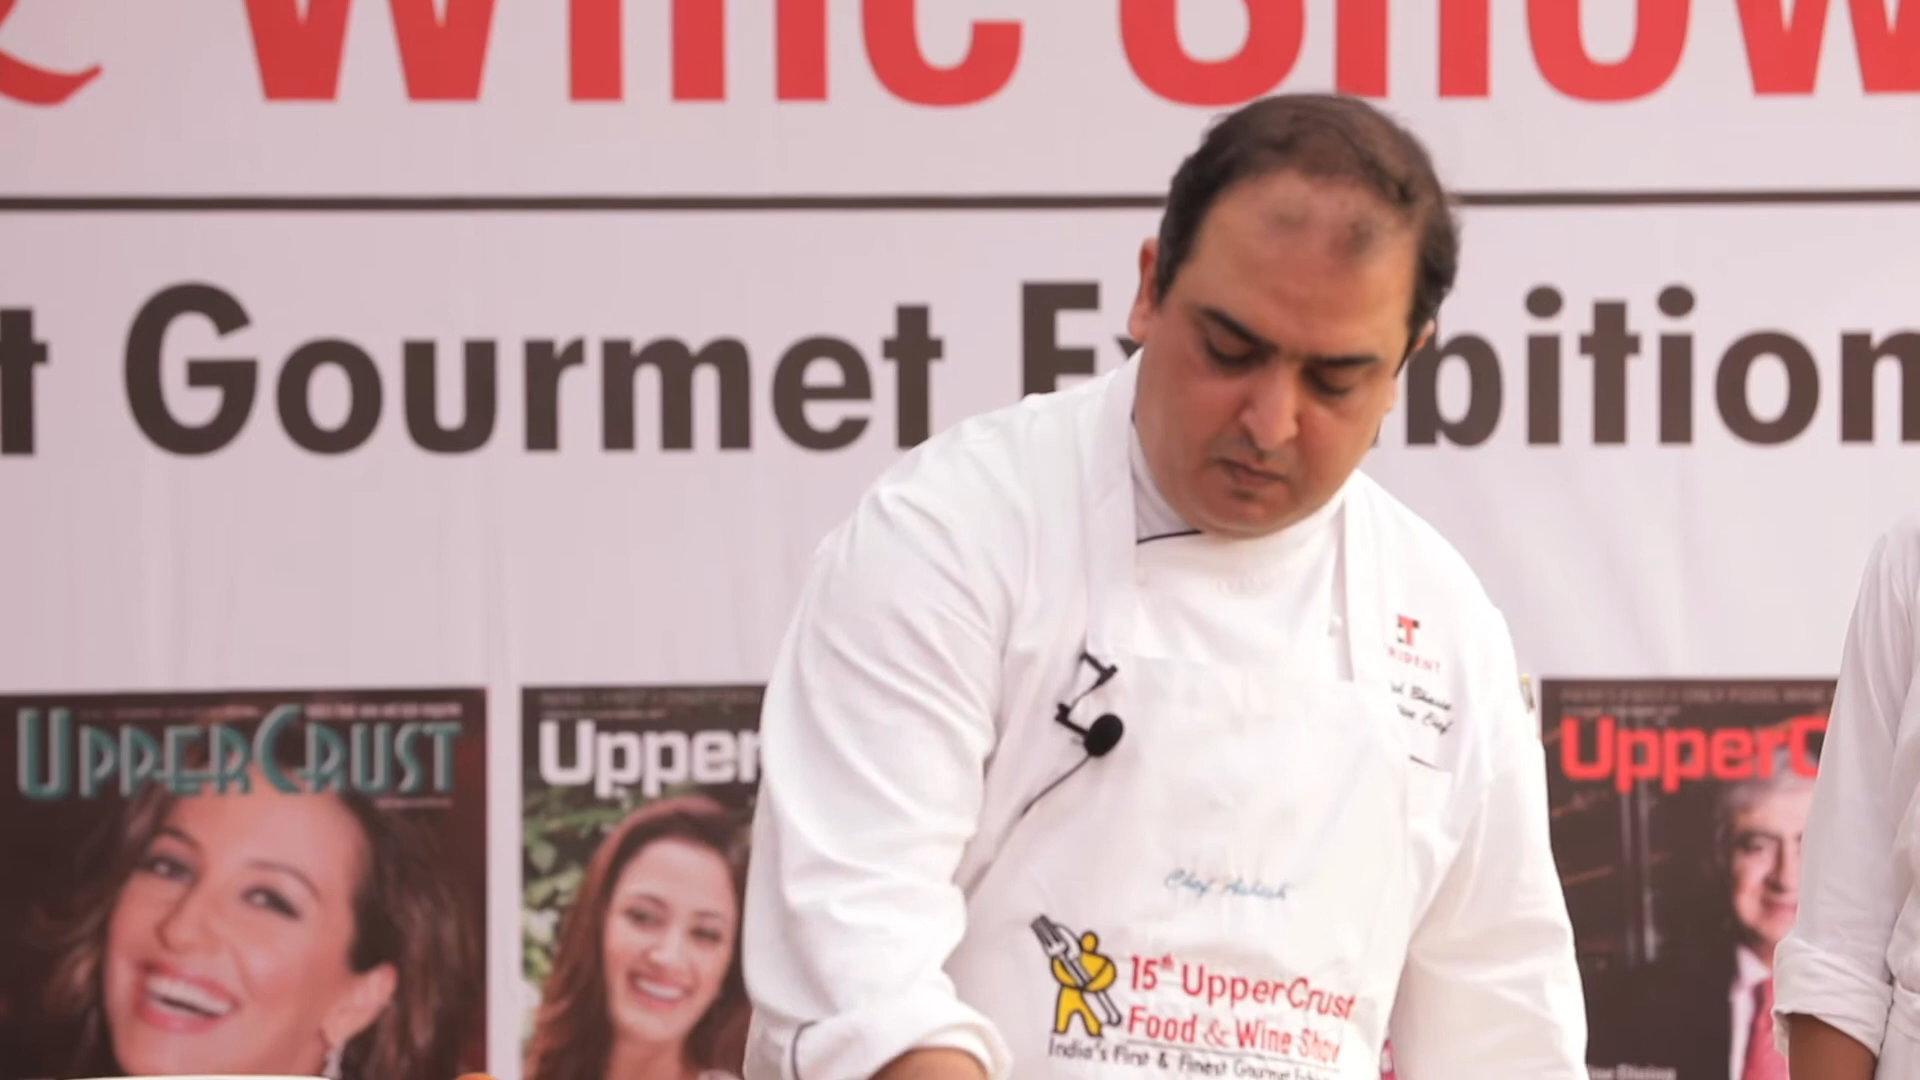 & Wine Show
t Gourmet Ex bition
UPPERCRUST
Upper
UpperC
T
RIDENT
Chef Ashish
15th UpperCrust
Food & Wine Show
India's First & Finest Gourmet